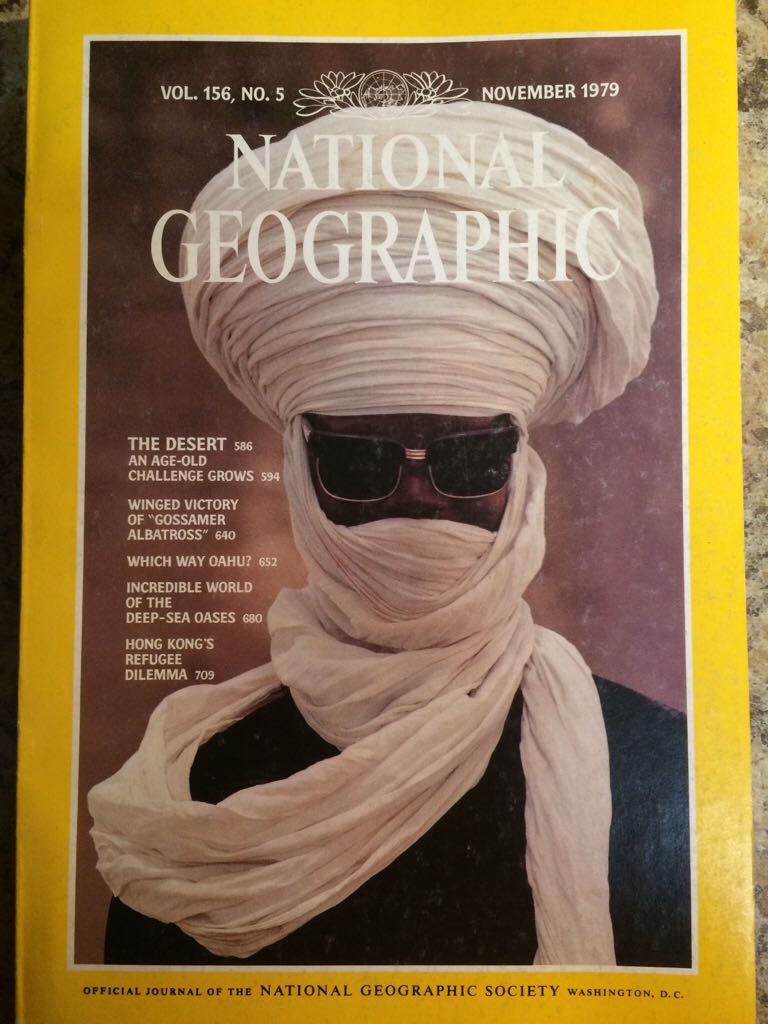 VOL. 156, NO. 5 NOVEMBER 1979
NATIONAL
GEOGRAPHIC
THE DESERT 586
AN AGE-OLD
CHALLENGE GROWS 594
WINGED VICTORY
OF "GOSSAMER
ALBATROSS" 640
WHICH WAY OAHU? 652
INCREDIBLE WORLD
OF THE
DEEP-SEA OASES 680
HONG KONG'S
REFUGEE
DILEMMA 709
OFFICIAL JOURNAL OF THE NATIONAL GEOGRAPHIC SOCIETY WASHINGTON, D.C.